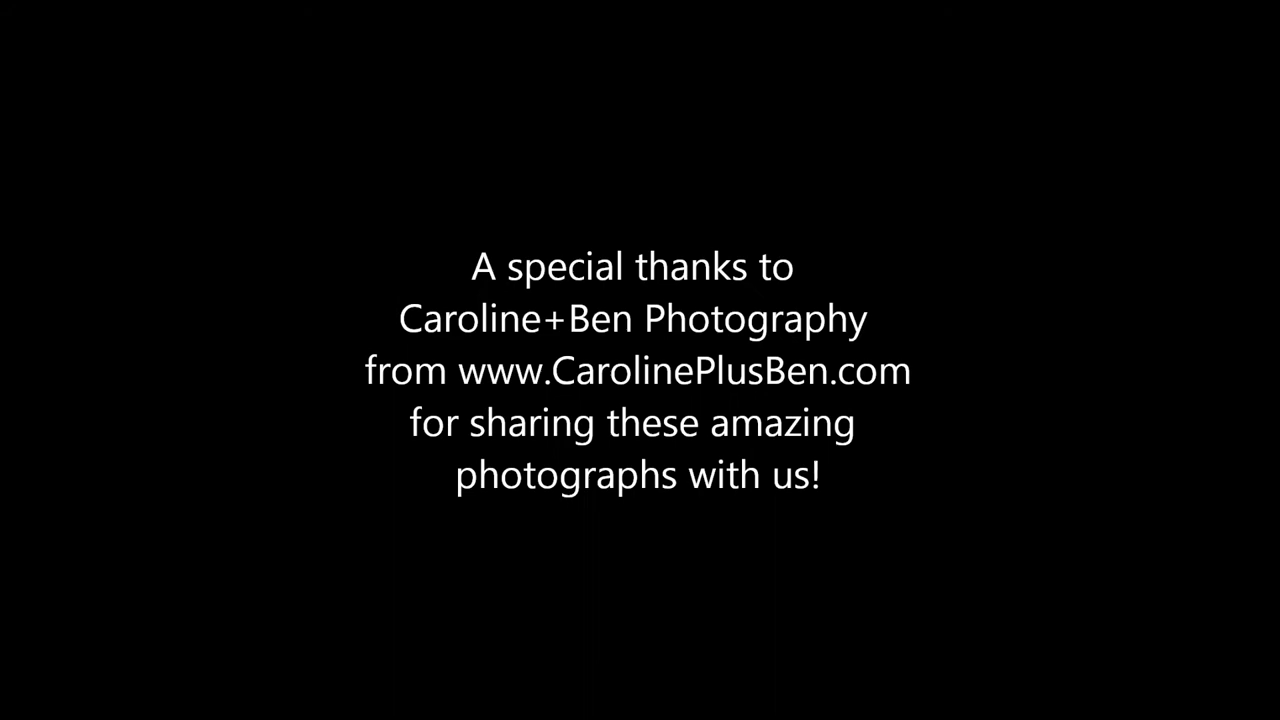 A special thanks to
Caroline+Ben Photography
from www.CarolinePlusBen.com
for sharing these amazing
photographs with us!